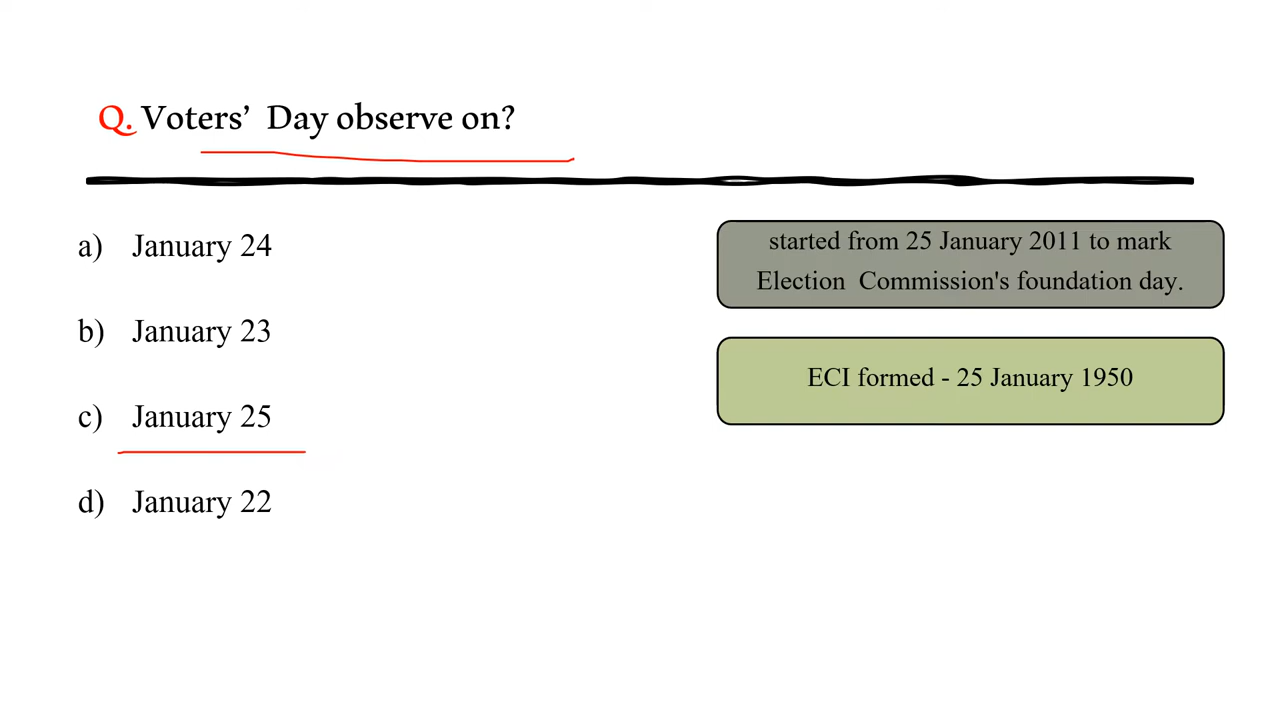 Q. Voters’ Day observe on?
a) January 24
b) January 23
c) January 25
d) January 22
started from 25 January 2011 to mark
Election Commission's foundation day.
ECI formed - 25 January 1950